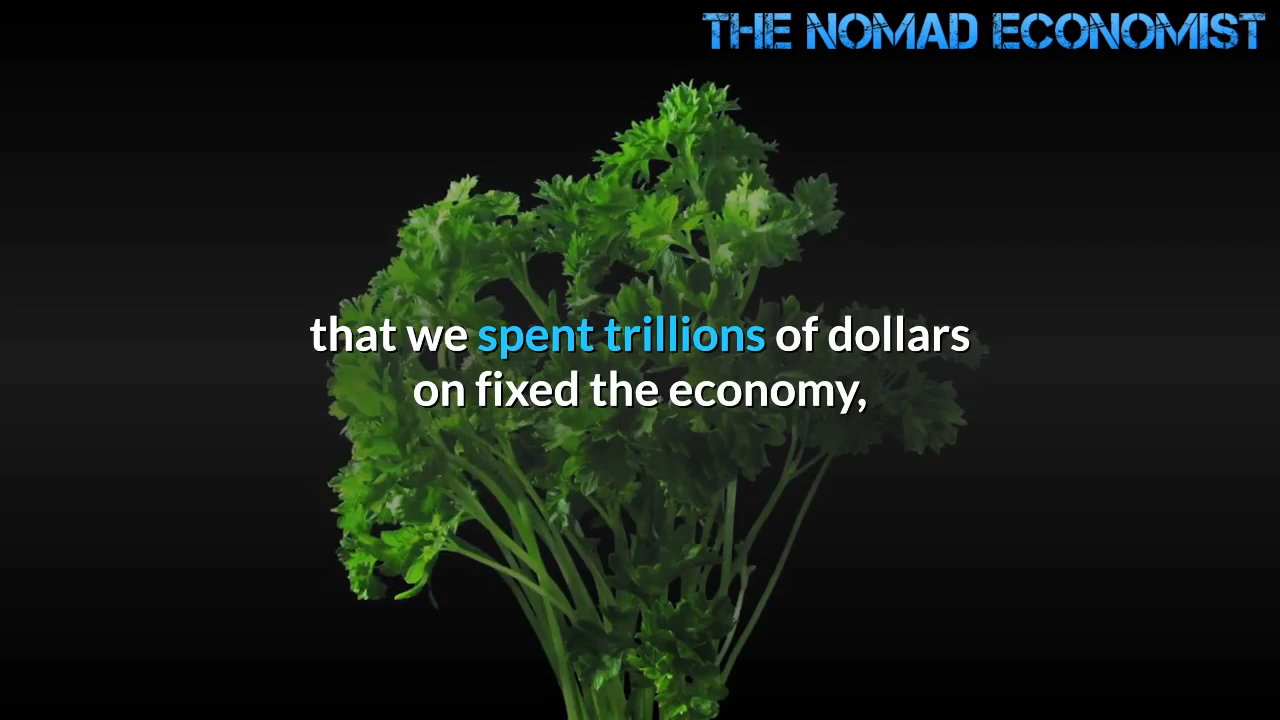 THE NOMAD ECONOMIST
that we spent trillions of dollars
on fixed the economy,